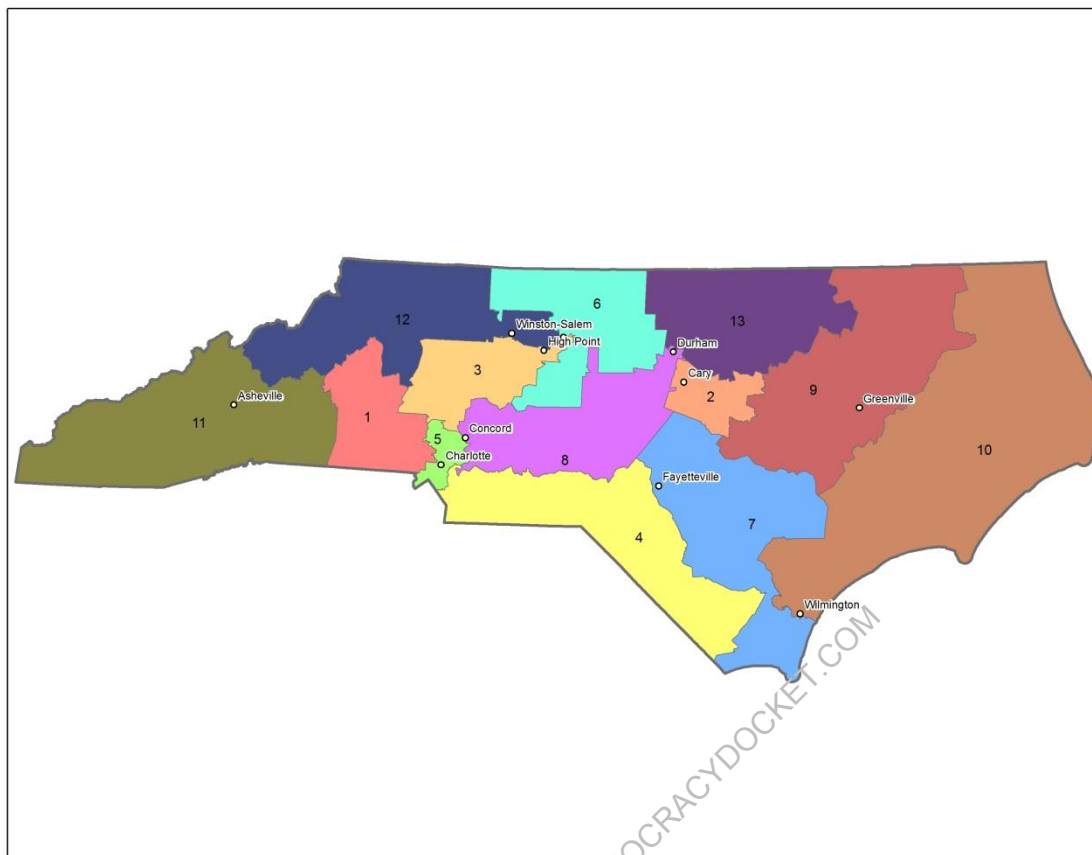 12
6
13
Winston-Salem
High Point
Durham
3
Cary
2
9
Asheville
11
1
Greenville
10
5
Concord
Charlotte
8
Fayetteville
7
4
Wilmington
OCRACYDOCKET.COM